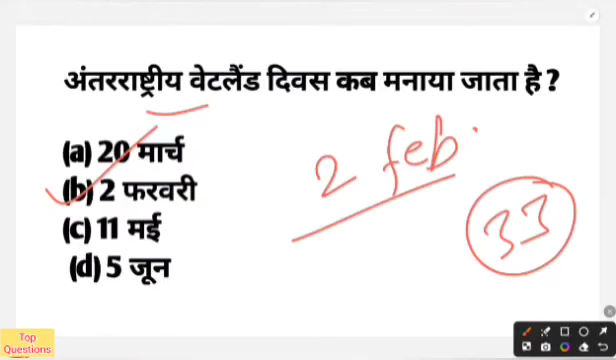 अंतरराष्ट्रीय वेटलैंड दिवस कब मनाया जाता है ?
(a) 20 मार्च
(b) 2 फरवरी
(c) 11 मई
(d) 5 जून
2 feb.
33
Top
Questions